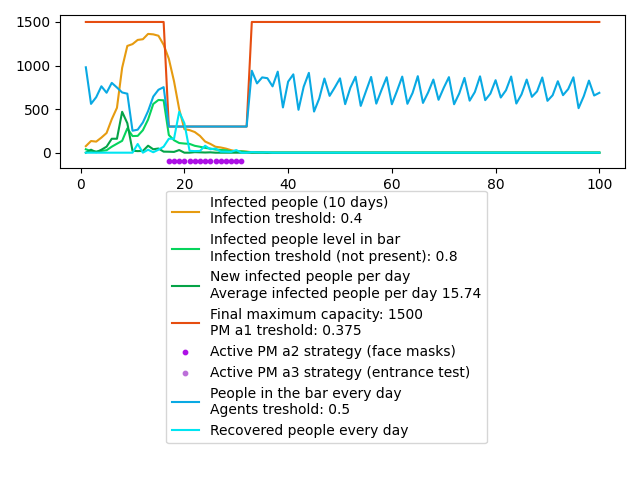 1500
1000
500
0
0 20 40 60 80 100
Infected people (10 days)
Infection treshold: 0.4
Infected people level in bar
Infection treshold (not present): 0.8
New infected people per day
Average infected people per day 15.74
Final maximum capacity: 1500
PM a1 treshold: 0.375
Active PM a2 strategy (face masks)
Active PM a3 strategy (entrance test)
People in the bar every day
Agents treshold: 0.5
Recovered people every day